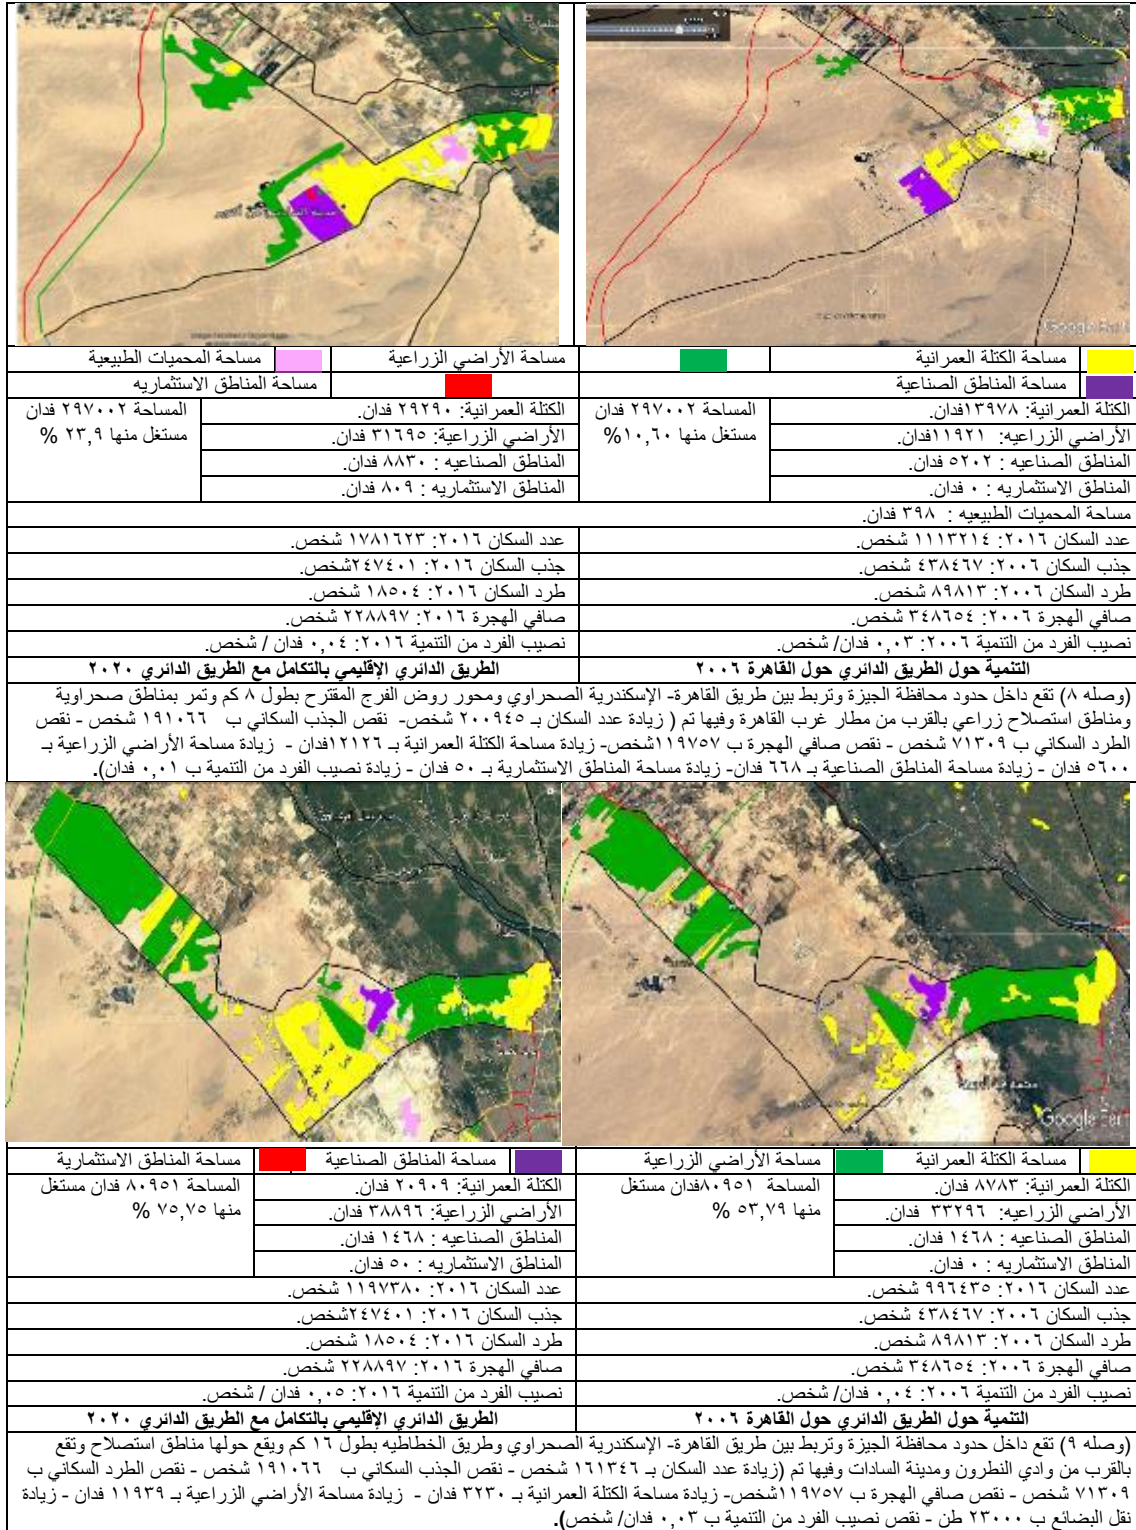 Google Earth
مساحة الكتلة العمرانية
مساحة الأراضي الزراعية
مساحة المحميات الطبيعية
مساحة المناطق الصناعية
مساحة المناطق الاستثماريه
الكتلة العمرانية: ١٣٩٧٨فدان.
المساحة ٢٩٧٠٠٢ فدان
الكتلة العمرانية: ٢٩٢٩٠ فدان.
المساحة ٢٩٧٠٠٢ فدان
الأراضي الزراعيه: ١١٩٢١فدان.
مستغل منها ١٠,٦٠%
الأراضي الزراعية: ٣١٦٩٥ فدان.
مستغل منها ٢٣,٩ %
المناطق الصناعيه : ٥٢٠٢ فدان.
المناطق الصناعيه : ٨٨٣٠ فدان.
المناطق الاستثماريه : ٠ فدان.
المناطق الاستثماريه : ٨٠٩ فدان.
مساحة المحميات الطبيعيه : ٣٩٨ فدان.
عدد السكان ٢٠١٦: ١١١٣٢١٤ شخص.
عدد السكان ٢٠١٦: ١٧٨١٦٢٣ شخص.
جذب السكان ٢٠٠٦: ٤٣٨٤٦٧ شخص.
جذب السكان ٢٠١٦: ٢٤٧٤٠١شخص.
طرد السكان ٢٠٠٦: ٨٩٨١٣ شخص.
طرد السكان ٢٠١٦: ١٨٥٠٤ شخص.
صافي الهجرة ٢٠٠٦: ٣٤٨٦٥٤ شخص.
صافي الهجرة ٢٠١٦: ٢٢٨٨٩٧ شخص.
نصيب الفرد من التنمية ٢٠٠٦: ٠,٠٣ فدان/ شخص.
نصيب الفرد من التنمية ٢٠١٦: ٠,٠٤ فدان / شخص.
التنمية حول الطريق الدائري حول القاهرة ٢٠٠٦
الطريق الدائري الإقليمي بالتكامل مع الطريق الدائري ٢٠٢٠
(وصله ٨) تقع داخل حدود محافظة الجيزة وتربط بين طريق القاهرة- الإسكندرية الصحراوي ومحور روض الفرج المقترح بطول ٨ كم وتمر بمناطق صحراوية
ومناطق استصلاح زراعي بالقرب من مطار غرب القاهرة وفيها تم ( زيادة عدد السكان بـ ٢٠٠٩٤٥ شخص- نقص الجذب السكاني ب ١٩١٠٦٦ شخص - نقص
الطرد السكاني ب ٧١٣٠٩ شخص - نقص صافي الهجرة ب ١١٩٧٥٧شخص- زيادة مساحة الكتلة العمرانية بـ ١٢١٢٦فدان - زيادة مساحة الأراضي الزراعية بـ
٥٦٠٠ فدان - زيادة مساحة المناطق الصناعية بـ ٦٦٨ فدان- زيادة مساحة المناطق الاستثمارية بـ ٥٠ فدان - زيادة نصيب الفرد من التنمية ب ٠,٠١ فدان).
Google Earth
مساحة الكتلة العمرانية
مساحة الأراضي الزراعية
مساحة المناطق الصناعية
مساحة المناطق الاستثمارية
الكتلة العمرانية: ٨٧٨٣ فدان.
المساحة ٨٠٩٥١فدان مستغل
الكتلة العمرانية: ٢٠٩٠٩ فدان.
المساحة ٨٠٩٥١ فدان مستغل
الأراضي الزراعيه: ٣٣٢٩٦ فدان.
منها ٥٣,٧٩ %
الأراضي الزراعية: ٣٨٨٩٦ فدان.
منها ٧٥,٧٥ %
المناطق الصناعيه : ١٤٦٨ فدان.
المناطق الصناعيه : ١٤٦٨ فدان.
المناطق الاستثماريه : ٠ فدان.
المناطق الاستثماريه : ٥٠ فدان.
عدد السكان ٢٠١٦: ٩٩٦٤٣٥ شخص.
عدد السكان ٢٠١٦: ١١٩٧٣٨٠ شخص.
جذب السكان ٢٠٠٦: ٤٣٨٤٦٧ شخص.
جذب السكان ٢٠١٦: ٢٤٧٤٠١شخص.
طرد السكان ٢٠٠٦: ٨٩٨١٣ شخص.
طرد السكان ٢٠١٦: ١٨٥٠٤ شخص.
صافي الهجرة ٢٠٠٦: ٣٤٨٦٥٤ شخص.
صافي الهجرة ٢٠١٦: ٢٢٨٨٩٧ شخص.
نصيب الفرد من التنمية ٢٠٠٦: ٠,٠٤ فدان/ شخص.
نصيب الفرد من التنمية ٢٠١٦: ٠,٠٥ فدان / شخص.
التنمية حول الطريق الدائري حول القاهرة ٢٠٠٦
الطريق الدائري الإقليمي بالتكامل مع الطريق الدائري ٢٠٢٠
(وصله ٩) تقع داخل حدود محافظة الجيزة وتربط بين طريق القاهرة- الإسكندرية الصحراوي وطريق الخطاطبه بطول ١٦ كم ويقع حولها مناطق استصلاح وتقع
بالقرب من وادي النطرون ومدينة السادات وفيها تم (زيادة عدد السكان بـ ١٦١٣٤٦ شخص - نقص الجذب السكاني ب ١٩١٠٦٦ شخص - نقص الطرد السكاني ب
٧١٣٠٩ شخص - نقص صافي الهجرة ب ١١٩٧٥٧شخص- زيادة مساحة الكتلة العمرانية بـ ٣٢٣٠ فدان - زيادة مساحة الأراضي الزراعية بـ ١١٩٣٩ فدان - زيادة
نقل البضائع ب ٢٣٠٠٠ طن - نقص نصيب الفرد من التنمية ب ٠,٠٣ فدان/ شخص).